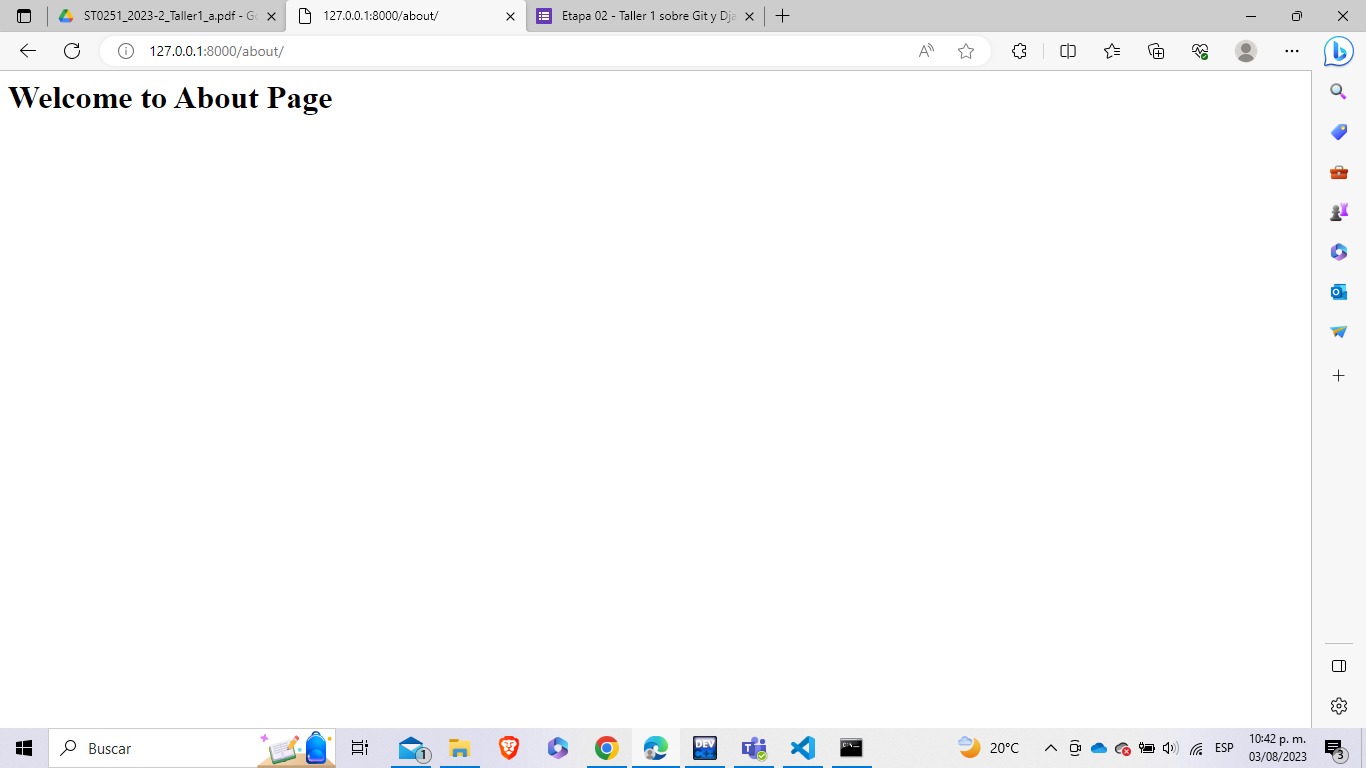 ST0251_2023-2_Taller1_a.pdf - Go
127.0.0.1:8000/about/
Etapa 02 - Taller 1 sobre Git y Dja
127.0.0.1:8000/about/
Welcome to About Page
Buscar
1
DEV
20°C
ESP
10:42 p. m.
03/08/2023
3